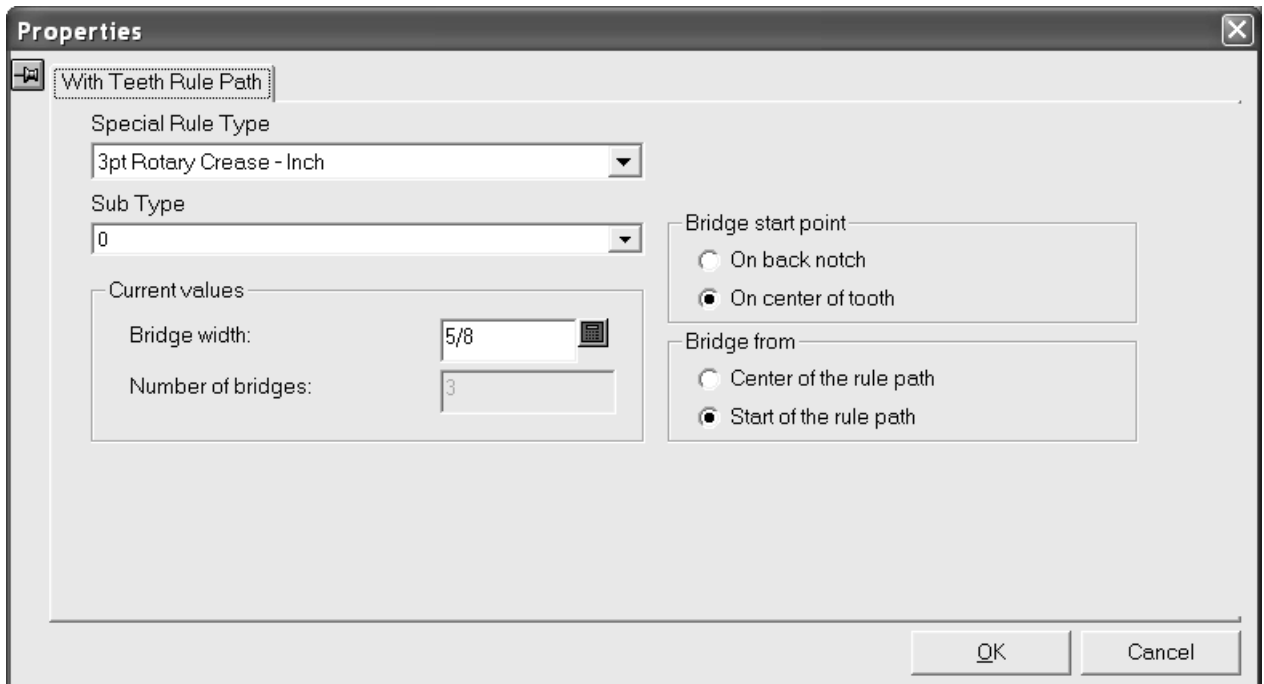 Properties
With Teeth Rule Path
Special Rule Type
3pt Rotary Crease - Inch
Sub Type
0
Current values
Bridge width:
5/8
Number of bridges:
3
Bridge start point
On back notch
On center of tooth
Bridge from
Center of the rule path
Start of the rule path
OK
Cancel